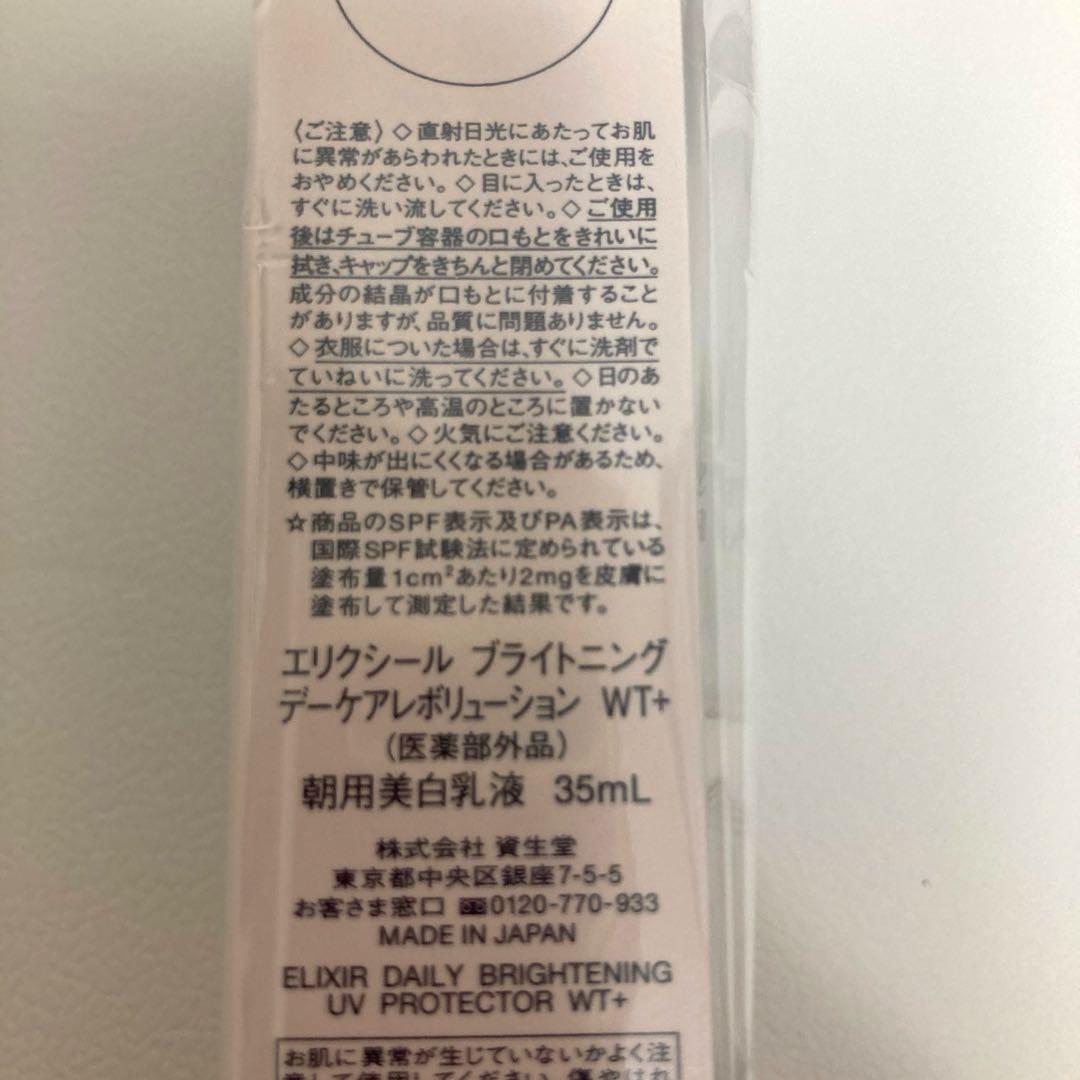 〈ご注意〉◇直射日光にあたってお肌
に異常があらわれたときには、ご使用を
おやめください。◇目に入ったときは、
すぐに洗い流してください。◇ご使用
後はチューブ容器の口もとをきれいに
拭き、キャップをきちんと閉めてください。
成分の結晶が口もとに付着すること
がありますが、品質に問題ありません。
◇衣服についた場合は、すぐに洗剤で
ていねいに洗ってください。◇日のあ
たるところや高温のところに置かない
でください。◇火気にご注意ください。
◇中味が出にくくなる場合があるため、
横置きで保管してください。
☆商品のSPF表示及びPA表示は、
国際SPF試験法に定められている
塗布量1cm²あたり2mgを皮膚に
塗布して測定した結果です。
エリクシール ブライトニング
デーケアレボリューション WT+
（医薬部外品）
朝用美白乳液 35mL
株式会社 資生堂
東京都中央区銀座7-5-5
お客さま窓口 0120-770-933
MADE IN JAPAN
ELIXIR DAILY BRIGHTENING
UV PROTECTOR WT+
お肌に異常が生じていないかよく注
意して使用してください。傷やはれ